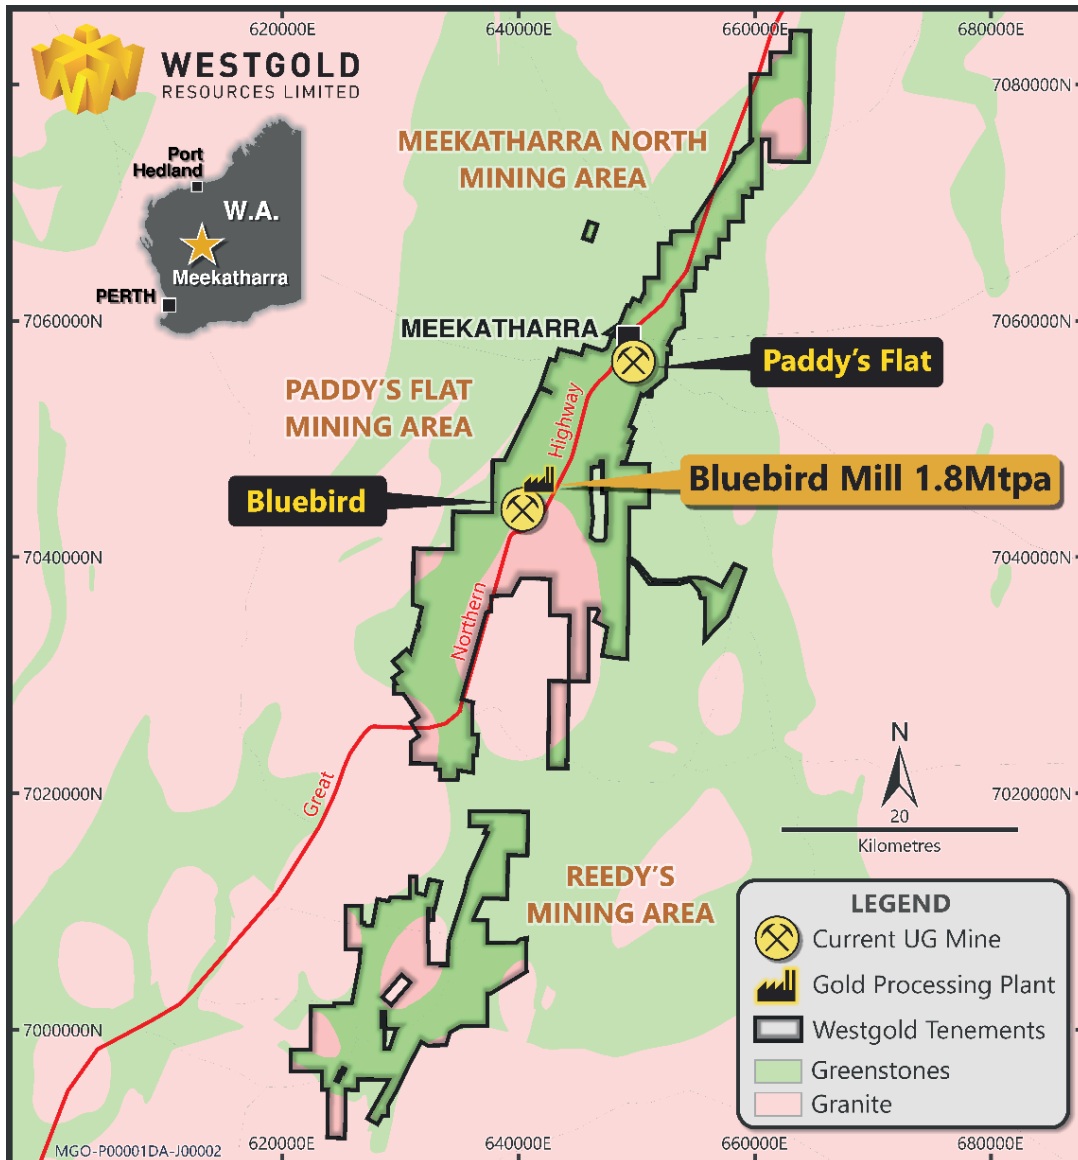 620000E
640000E
660000E
680000E
WESTGOLD
RESOURCES LIMITED
7080000N
Port
Hedland
W.A.
Meekatharra
PERTH
MEEKATHARRA NORTH
MINING AREA
7060000N
7060000N
MEEKATHARRA
Paddy's Flat
PADDY'S FLAT
MINING AREA
Highway
Bluebird
Bluebird Mill 1.8Mtpa
7040000N
7040000N
Northern
N
20
Kilometres
7020000N
7020000N
Great
REEDY'S
MINING AREA
LEGEND
Current UG Mine
Gold Processing Plant
Westgold Tenements
Greenstones
Granite
7000000N
MGO-P00001DA-J00002
620000E
640000E
660000E
680000E